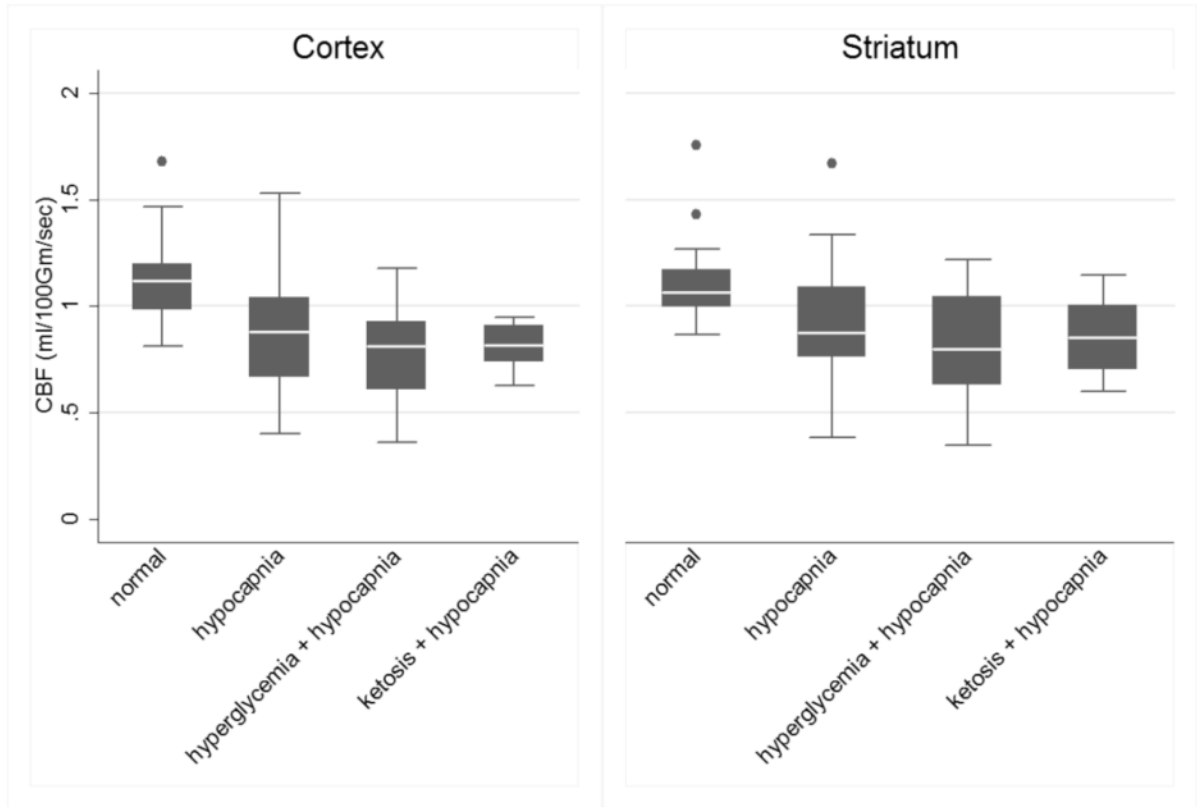 Cortex
Striatum
CBF (ml/100Gm/sec)
2
1.5
1
.5
0
normal
hypocapnia
hyperglycemia + hypocapnia
ketosis + hypocapnia
normal
hypocapnia
hyperglycemia + hypocapnia
ketosis + hypocapnia